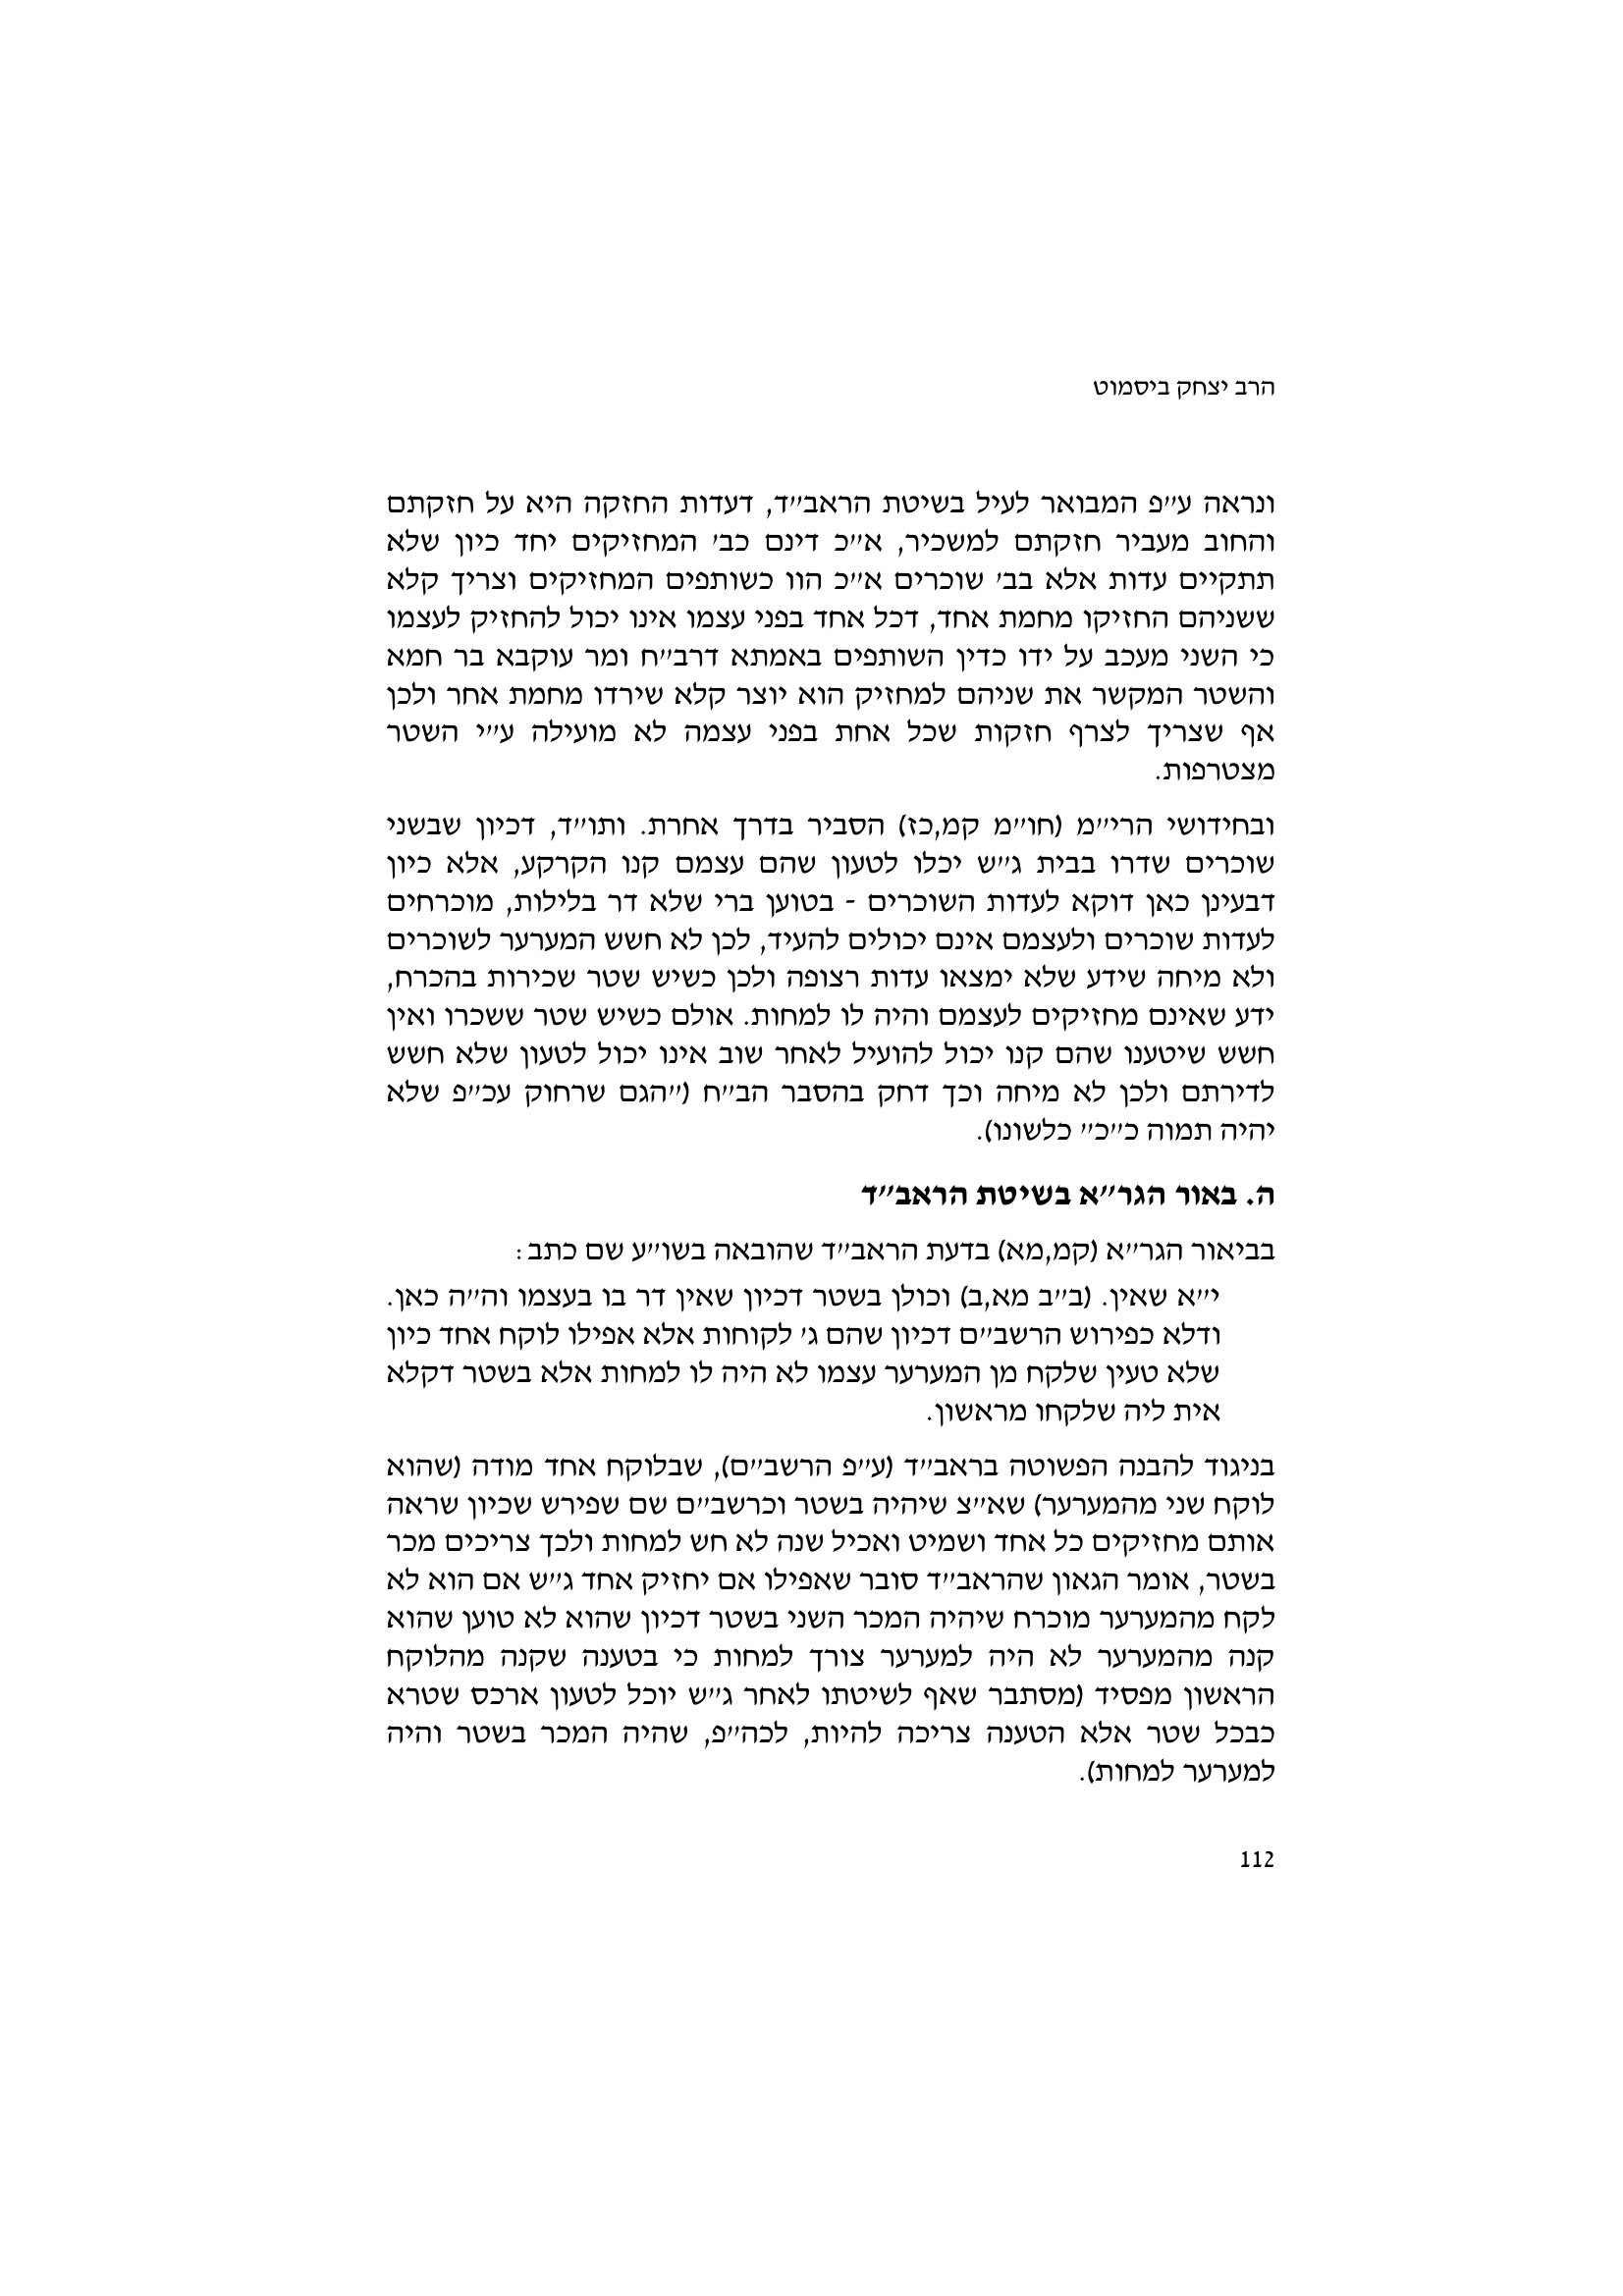 הרב יצחק ביסמוט
ונראה ע״פ המבואר לעיל בשיטת הראב״ד, דעדות החזקה היא על חזקתם
והחוב מעביר חזקתם למשכיר, א״כ דינם כב׳ המחזיקים יחד כיון שלא
תתקיים עדות אלא בב׳ שוכרים א״כ הוו כשותפים המחזיקים וצריך קלא
ששניהם החזיקו מחמת אחד, דכל אחד בפני עצמו אינו יכול להחזיק לעצמו
כי השני מעכב על ידו כדין השותפים באמתא דרב״ח ומר עוקבא בר חמא
והשטר המקשר את שניהם למחזיק הוא יוצר קלא שירדו מחמת אחר ולכן
אף שצריך לצרף חזקות שכל אחת בפני עצמה לא מועילה ע״י השטר
מצטרפות.
ובחידושי הרי״מ (חו״מ קמ,כז) הסביר בדרך אחרת. ותו״ד, דכיון שבשני
שוכרים שדרו בבית ג״ש יכלו לטעון שהם עצמם קנו הקרקע, אלא כיון
דבעינן כאן דוקא לעדות השוכרים - בטוען ברי שלא דר בלילות, מוכרחים
לעדות שוכרים ולעצמם אינם יכולים להעיד, לכן לא חשש המערער לשוכרים
ולא מיחה שידע שלא ימצאו עדות רצופה ולכן כשיש שטר שכירות בהכרח,
ידע שאינם מחזיקים לעצמם והיה לו למחות. אולם כשיש שטר ששכרו ואין
חשש שיטענו שהם קנו יכול להועיל לאחר שוב אינו יכול לטעון שלא חשש
לדירתם ולכן לא מיחה וכך דחק בהסבר הב״ח (״הגם שרחוק עכ״פ שלא
יהיה תמוה כ״כ״ כלשונו).
ה. באור הגר״א בשיטת הראב״ד
בביאור הגר״א (קמ,מא) בדעת הראב״ד שהובאה בשו״ע שם כתב:
י״א שאין. (ב״ב מא,ב) וכולן בשטר דכיון שאין דר בו בעצמו וה״ה כאן.
ודלא כפירוש הרשב״ם דכיון שהם ג׳ לקוחות אלא אפילו לוקח אחד כיון
שלא טעין שלקח מן המערער עצמו לא היה לו למחות אלא בשטר דקלא
אית ליה שלקחו מראשון.
בניגוד להבנה הפשוטה בראב״ד (ע״פ הרשב״ם), שבלוקח אחד מודה (שהוא
לוקח שני מהמערער) שא״צ שיהיה בשטר וכרשב״ם שם שפירש שכיון שראה
אותם מחזיקים כל אחד ושמיט ואכיל שנה לא חש למחות ולכך צריכים מכר
בשטר, אומר הגאון שהראב״ד סובר שאפילו אם יחזיק אחד ג״ש אם הוא לא
לקח מהמערער מוכרח שיהיה המכר השני בשטר דכיון שהוא לא טוען שהוא
קנה מהמערער לא היה למערער צורך למחות כי בטענה שקנה מהלוקח
הראשון מפסיד (מסתבר שאף לשיטתו לאחר ג״ש יוכל לטעון ארכס שטרא
כבכל שטר אלא הטענה צריכה להיות, לכה״פ, שהיה המכר בשטר והיה
למערער למחות).
112